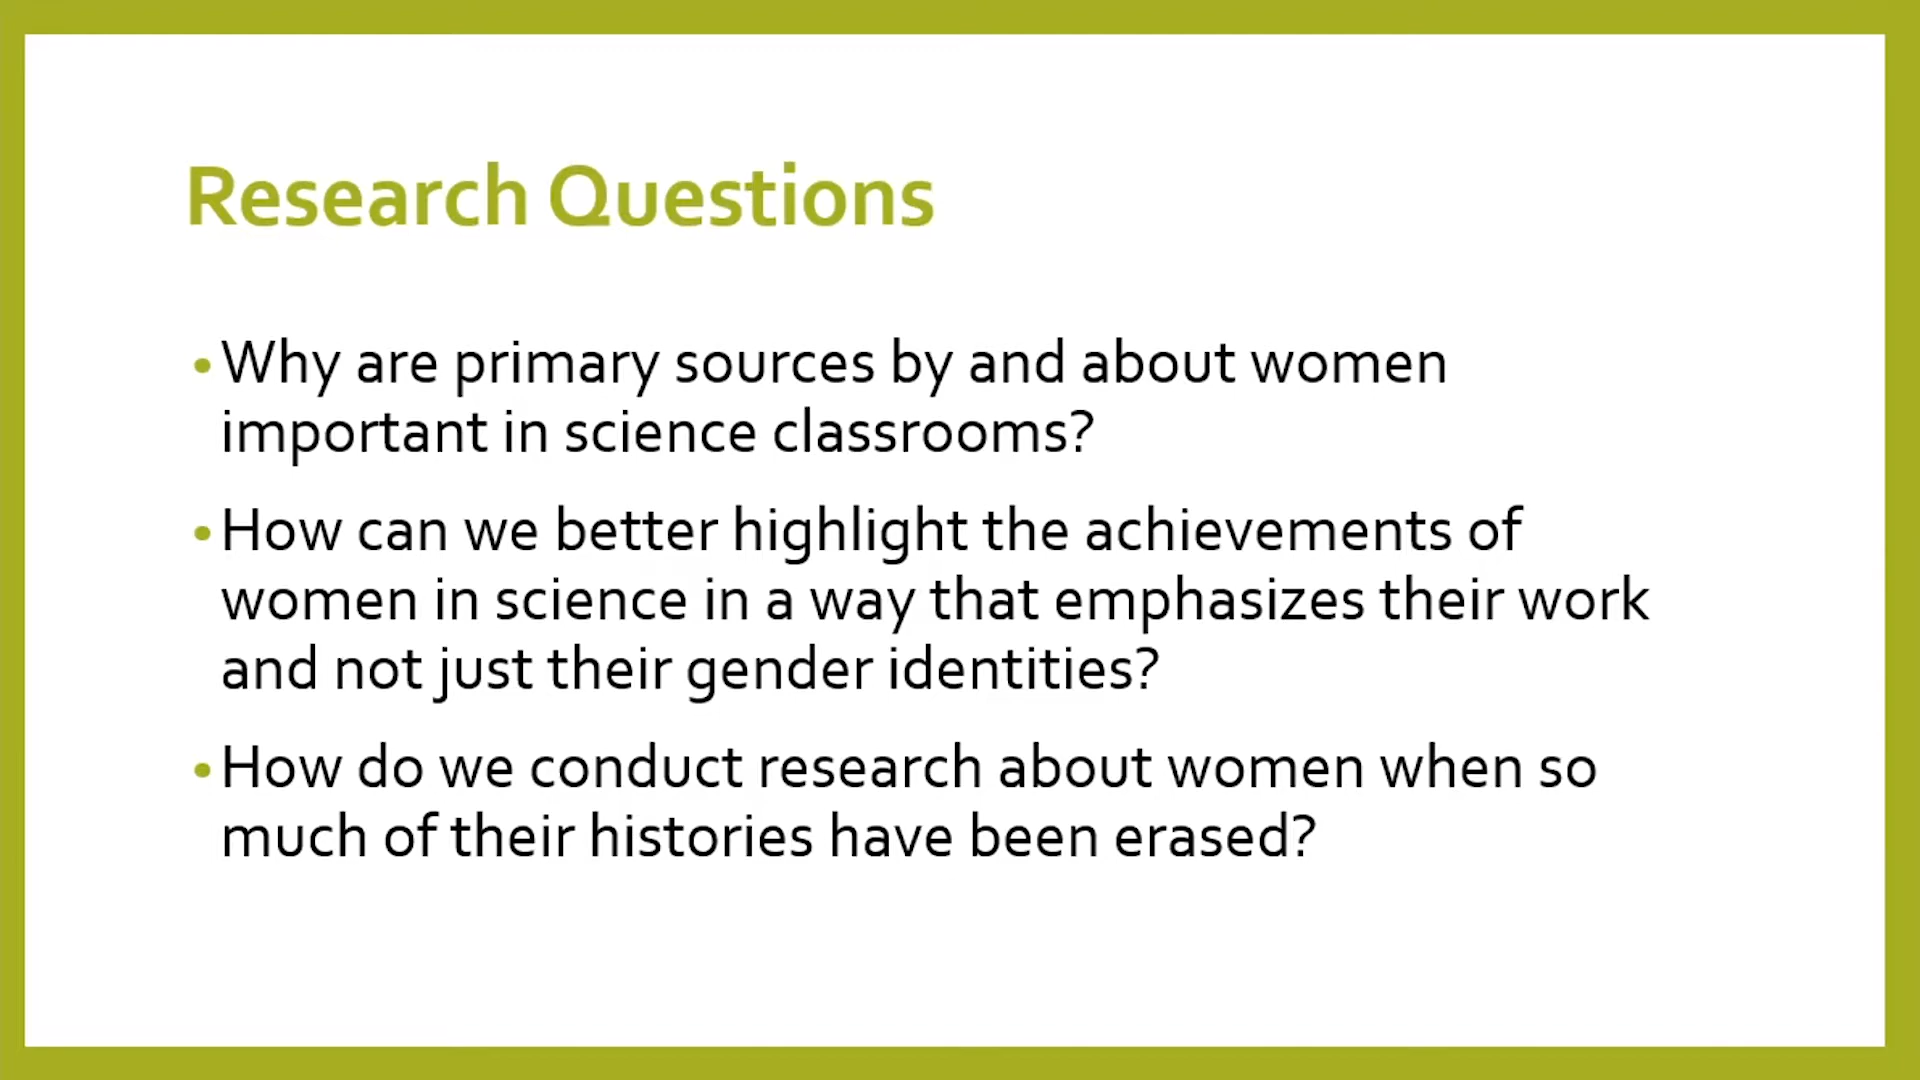 Research Questions
• Why are primary sources by and about women
important in science classrooms?
• How can we better highlight the achievements of
women in science in a way that emphasizes their work
and not just their gender identities?
• How do we conduct research about women when so
much of their histories have been erased?